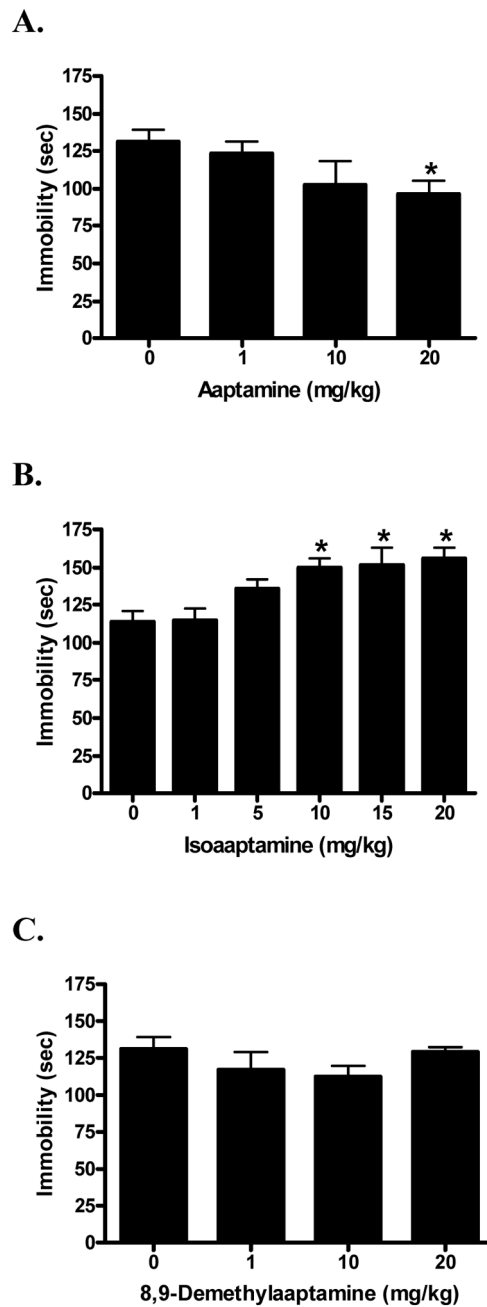 A.
175
150
125
100
75
50
25
0
Immobility (sec)
*
0 1 10 20
Aaptamine (mg/kg)
B.
175
150
125
100
75
50
25
0
Immobility (sec)
* * *
0 1 5 10 15 20
Isoaaptamine (mg/kg)
C.
175
150
125
100
75
50
25
0
Immobility (sec)
0 1 10 20
8,9-Demethylaaptamine (mg/kg)